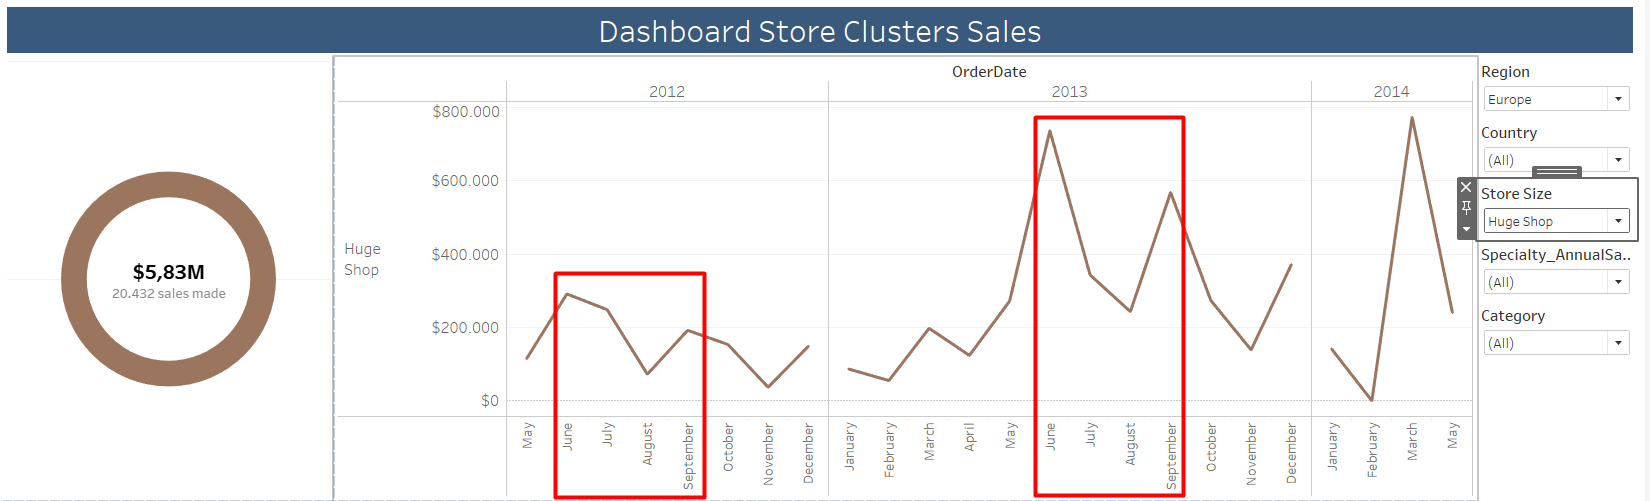 Dashboard Store Clusters Sales
$5,83M
20.432 sales made
OrderDate
2012
2013
2014
Huge
Shop
$800.000
$600.000
$400.000
$200.000
$0
May
June
July
August
September
October
November
December
January
February
March
April
May
June
July
August
September
October
November
December
January
February
March
May
Region
Europe
Country
(All)
Store Size
Huge Shop
Specialty_AnnualSa..
(All)
Category
(All)